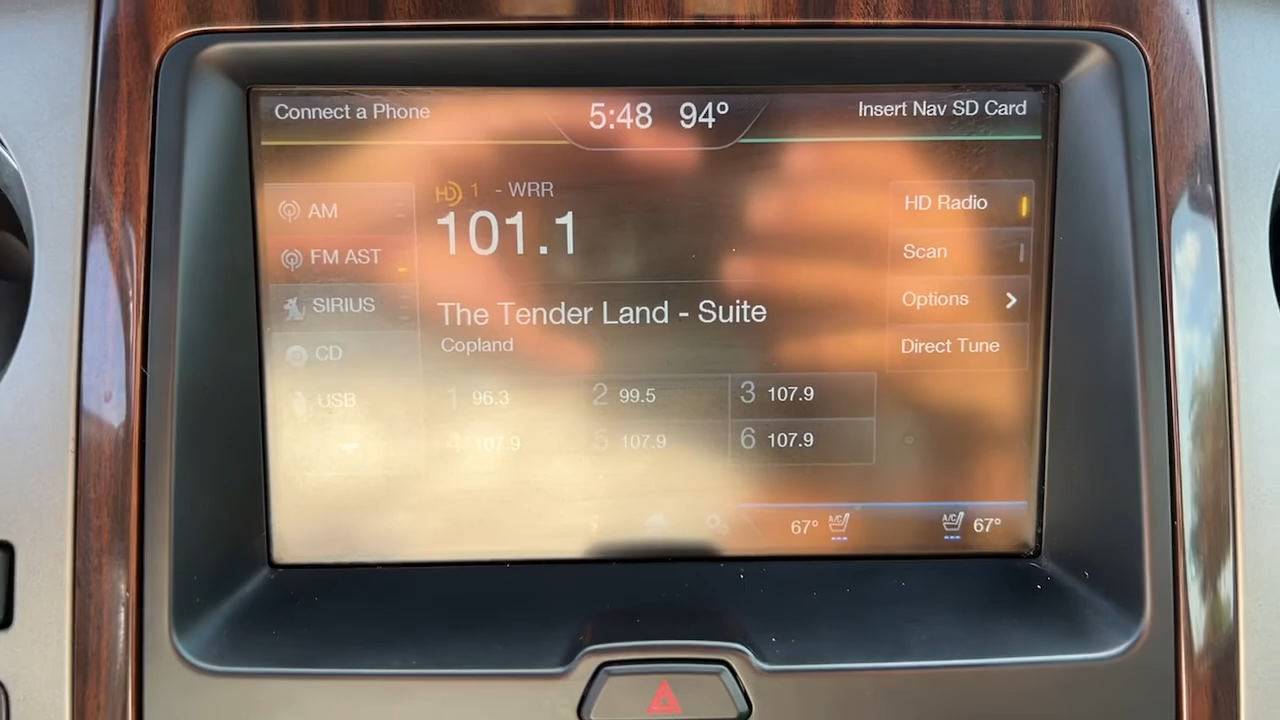 Connect a Phone
5:48 94°
Insert Nav SD Card
HD 1 - WRR
101.1
AM
FM AST
SIRIUS
CD
USB
The Tender Land - Suite
Copland
1 96.3
2 99.5
3 107.9
4 107.9
5 107.9
6 107.9
HD Radio
Scan
Options
Direct Tune
67° A/C
A/C 67°